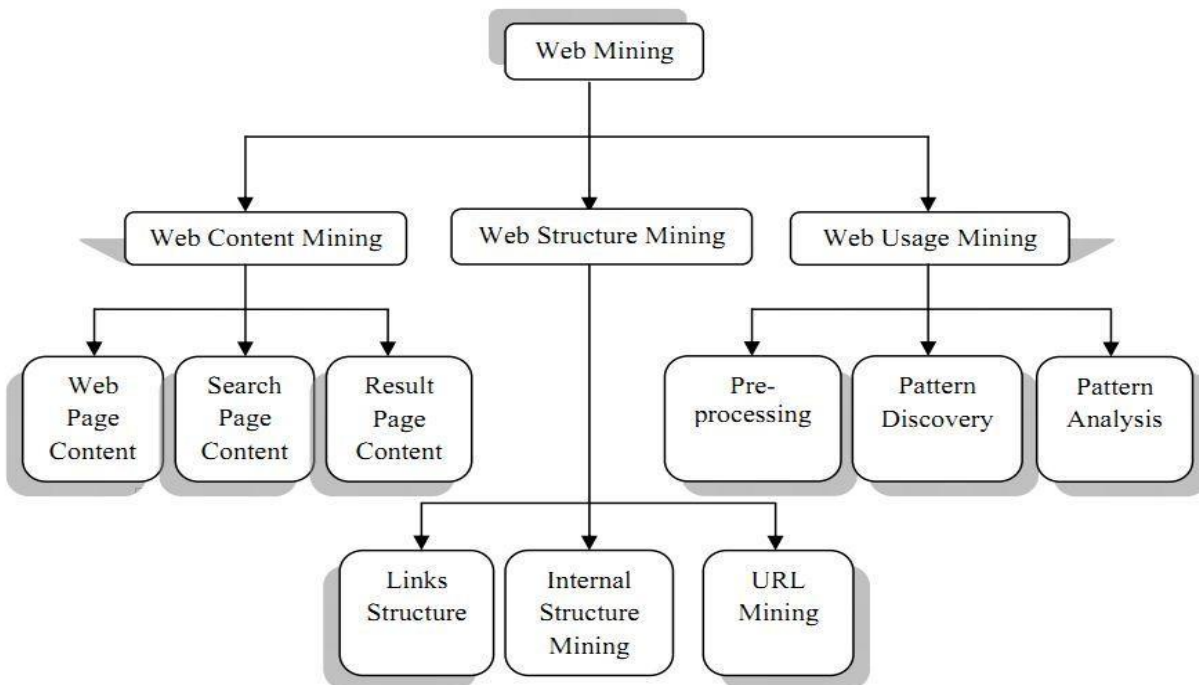 Web Mining
Web Content Mining
Web Structure Mining
Web Usage Mining
Web
Page
Content
Search
Page
Content
Result
Page
Content
Pre-
processing
Pattern
Discovery
Pattern
Analysis
Links
Structure
Internal
Structure
Mining
URL
Mining